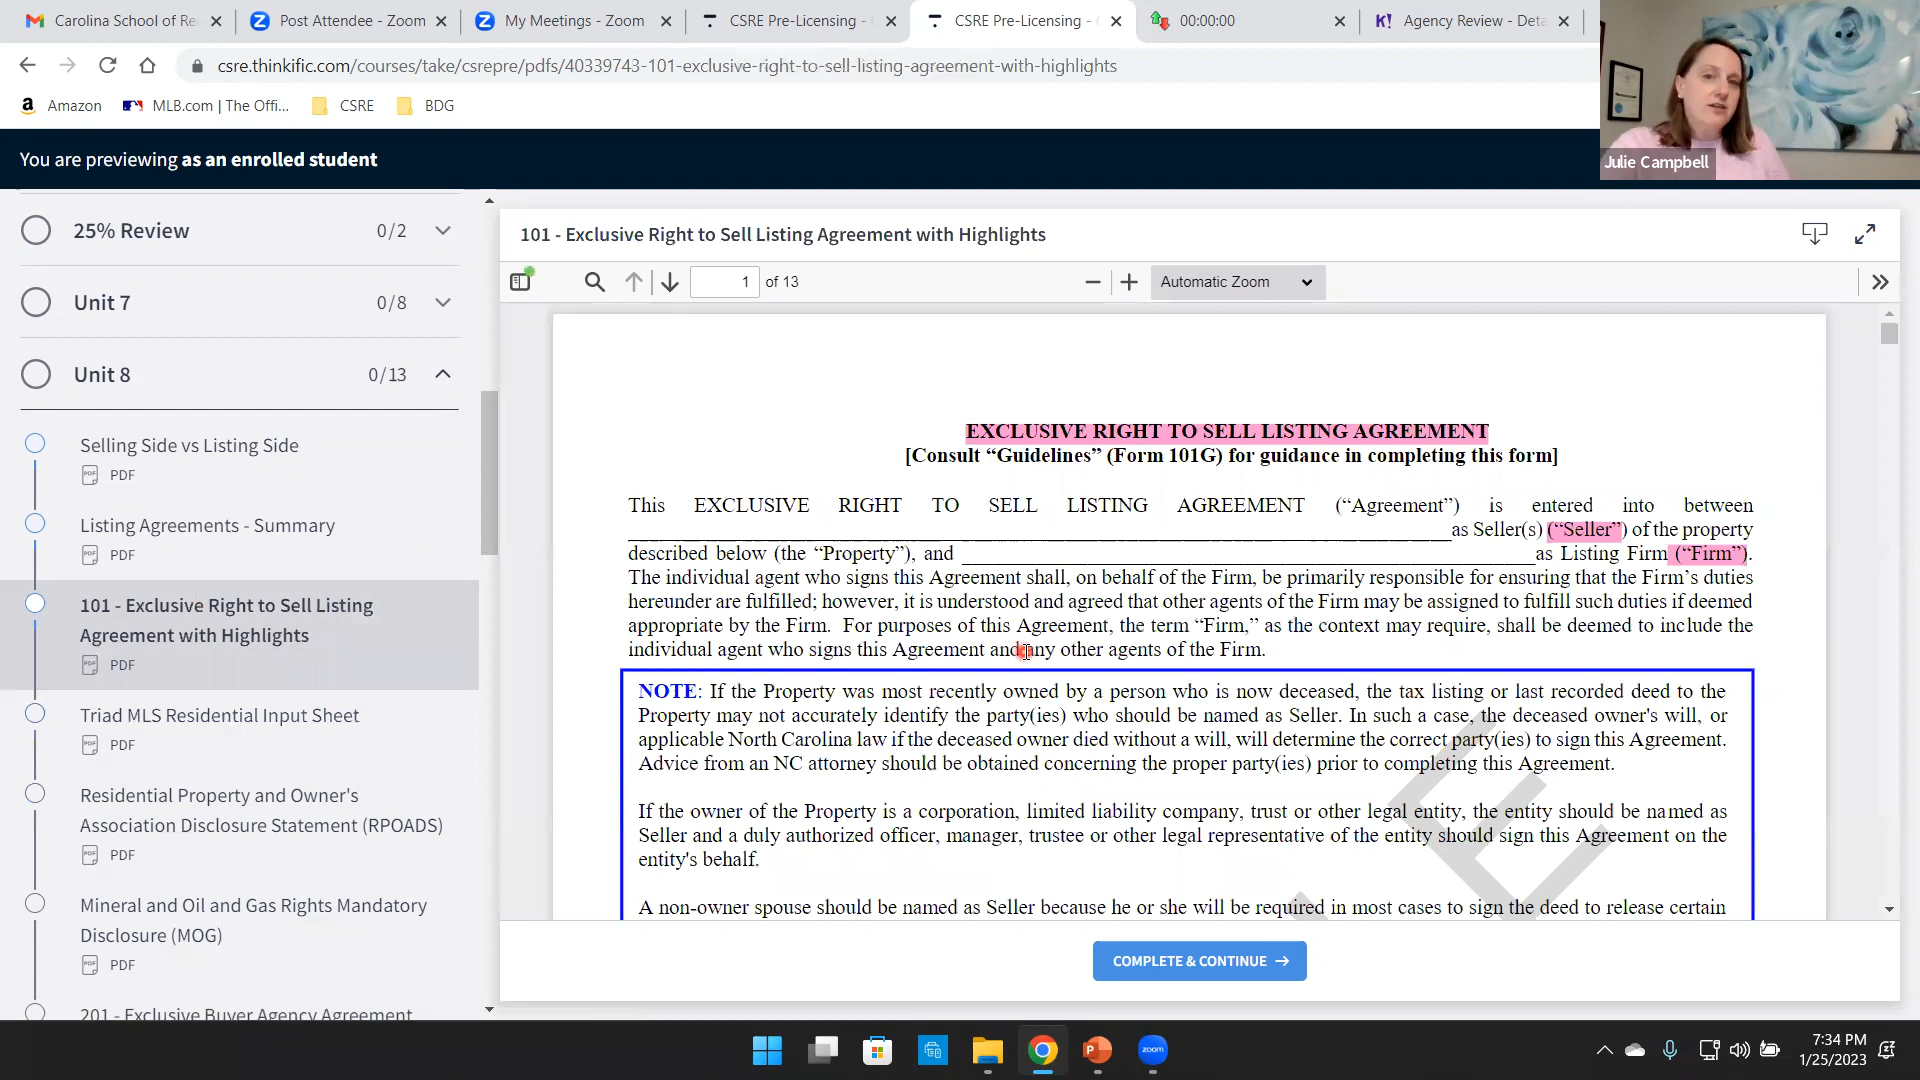 Carolina School of Rea
Post Attendee - Zoom
My Meetings - Zoom
CSRE Pre-Licensing -
CSRE Pre-Licensing -
00:00:00
Agency Review - Deta
csre.thinkific.com/courses/take/csrepre/pdfs/40339743-101-exclusive-right-to-sell-listing-agreement-with-highlights
Amazon
MLB.com | The Offi...
CSRE
BDG
Julie Campbell
You are previewing as an enrolled student
25% Review 0/2
Unit 7 0/8
Unit 8 0/13
Selling Side vs Listing Side
PDF
Listing Agreements - Summary
PDF
101 - Exclusive Right to Sell Listing
Agreement with Highlights
PDF
Triad MLS Residential Input Sheet
PDF
Residential Property and Owner's
Association Disclosure Statement (RPOADS)
PDF
Mineral and Oil and Gas Rights Mandatory
Disclosure (MOG)
PDF
201 - Exclusive Buyer Agency Agreement
101 - Exclusive Right to Sell Listing Agreement with Highlights
1 of 13
Automatic Zoom
EXCLUSIVE RIGHT TO SELL LISTING AGREEMENT
[Consult “Guidelines” (Form 101G) for guidance in completing this form]
This EXCLUSIVE RIGHT TO SELL LISTING AGREEMENT (“Agreement”) is entered into between
as Seller(s) (“Seller”) of the property
described below (the “Property”), and as Listing Firm (“Firm”).
The individual agent who signs this Agreement shall, on behalf of the Firm, be primarily responsible for ensuring that the Firm’s duties
hereunder are fulfilled; however, it is understood and agreed that other agents of the Firm may be assigned to fulfill such duties if deemed
appropriate by the Firm. For purposes of this Agreement, the term “Firm,” as the context may require, shall be deemed to include the
individual agent who signs this Agreement and any other agents of the Firm.
NOTE: If the Property was most recently owned by a person who is now deceased, the tax listing or last recorded deed to the
Property may not accurately identify the party(ies) who should be named as Seller. In such a case, the deceased owner's will, or
applicable North Carolina law if the deceased owner died without a will, will determine the correct party(ies) to sign this Agreement.
Advice from an NC attorney should be obtained concerning the proper party(ies) prior to completing this Agreement.
If the owner of the Property is a corporation, limited liability company, trust or other legal entity, the entity should be named as
Seller and a duly authorized officer, manager, trustee or other legal representative of the entity should sign this Agreement on the
entity's behalf.
A non-owner spouse should be named as Seller because he or she will be required in most cases to sign the deed to release certain
COMPLETE & CONTINUE →
zoom
7:34 PM
1/25/2023